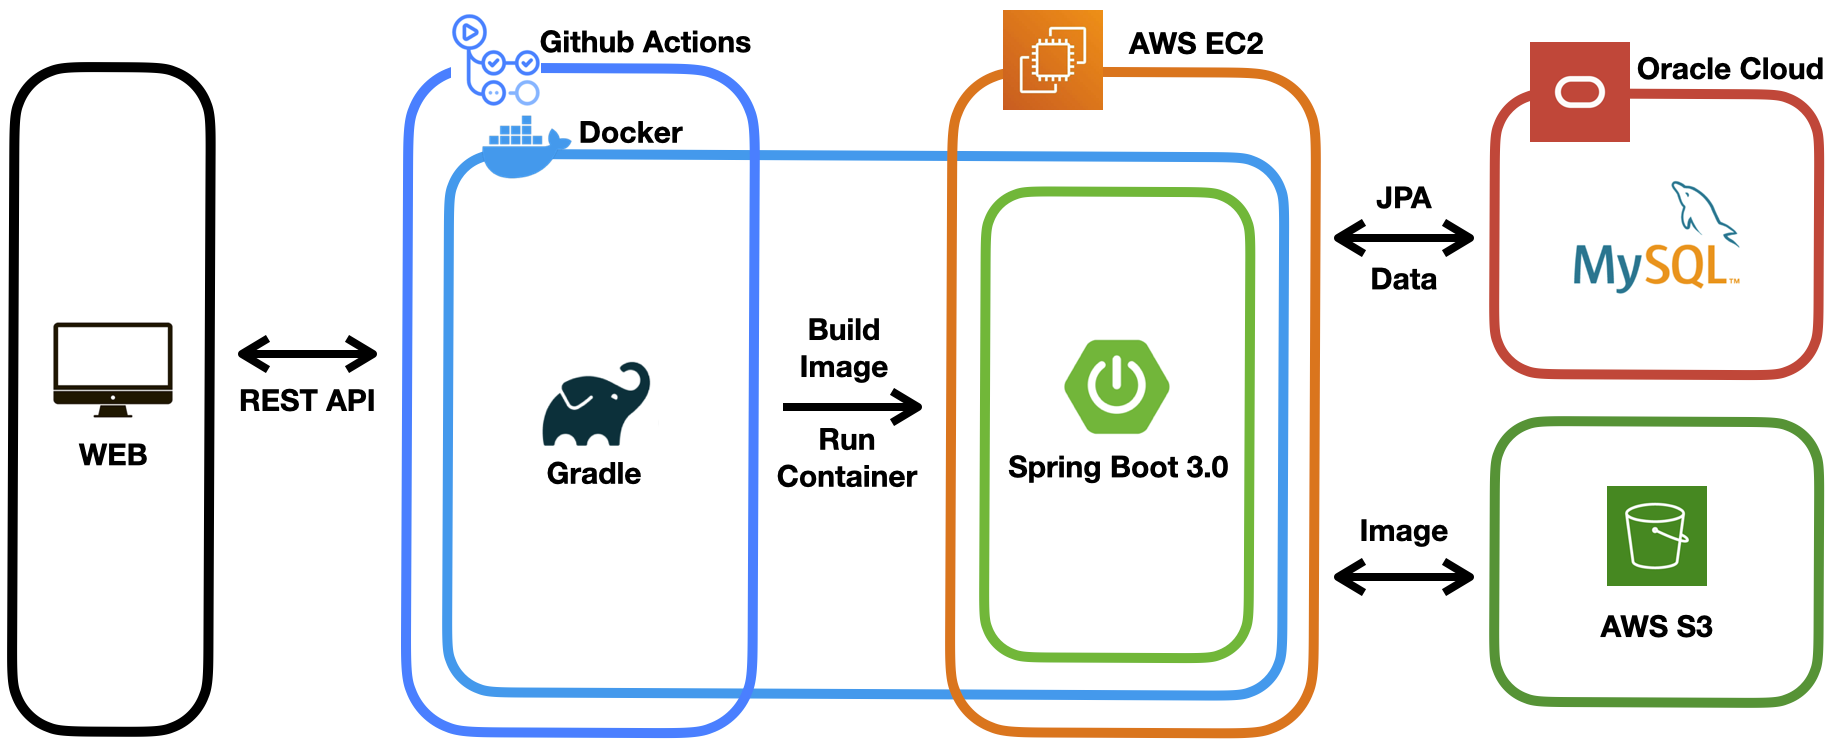 Github Actions
AWS EC2
Oracle Cloud
Docker
JPA
Data
MySQL™
Build
Image
Run
Container
REST API
WEB
Gradle
Spring Boot 3.0
Image
AWS S3